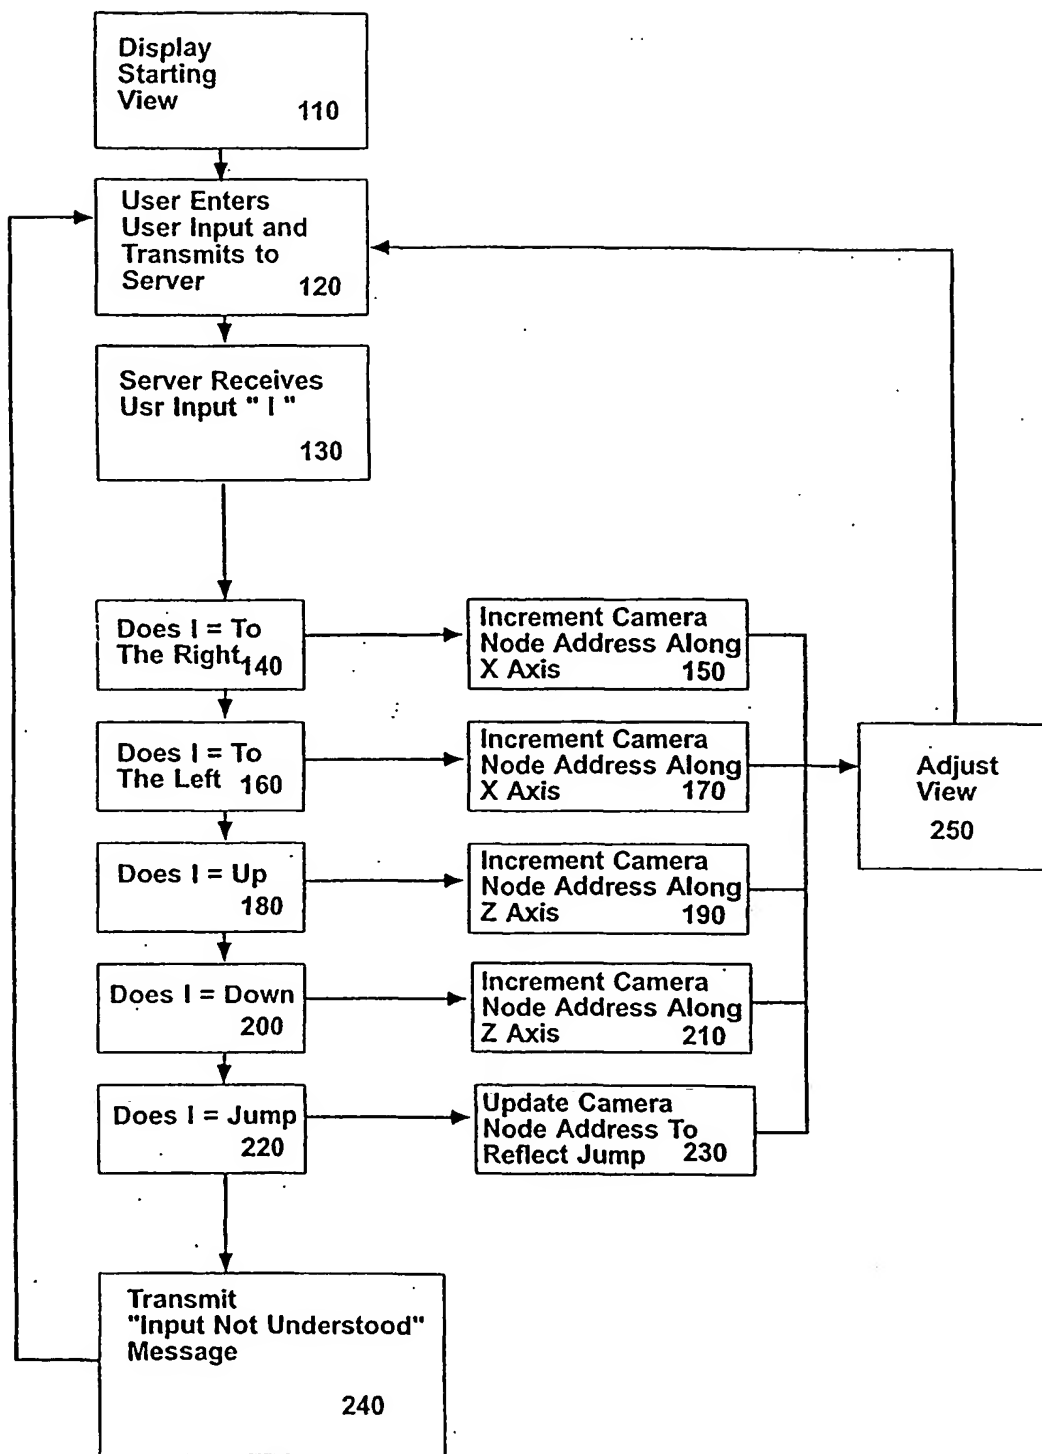 Display
Starting
View
110
User Enters
User Input and
Transmits to
Server
120
Server Receives
Usr Input " I "
130
Does I = To
The Right
140
Increment Camera
Node Address Along
X Axis
150
Does I = To
The Left
160
Increment Camera
Node Address Along
X Axis
170
Adjust
View
250
Does I = Up
180
Increment Camera
Node Address Along
Z Axis
190
Does I = Down
200
Increment Camera
Node Address Along
Z Axis
210
Does I = Jump
220
Update Camera
Node Address To
Reflect Jump
230
Transmit
"Input Not Understood"
Message
240